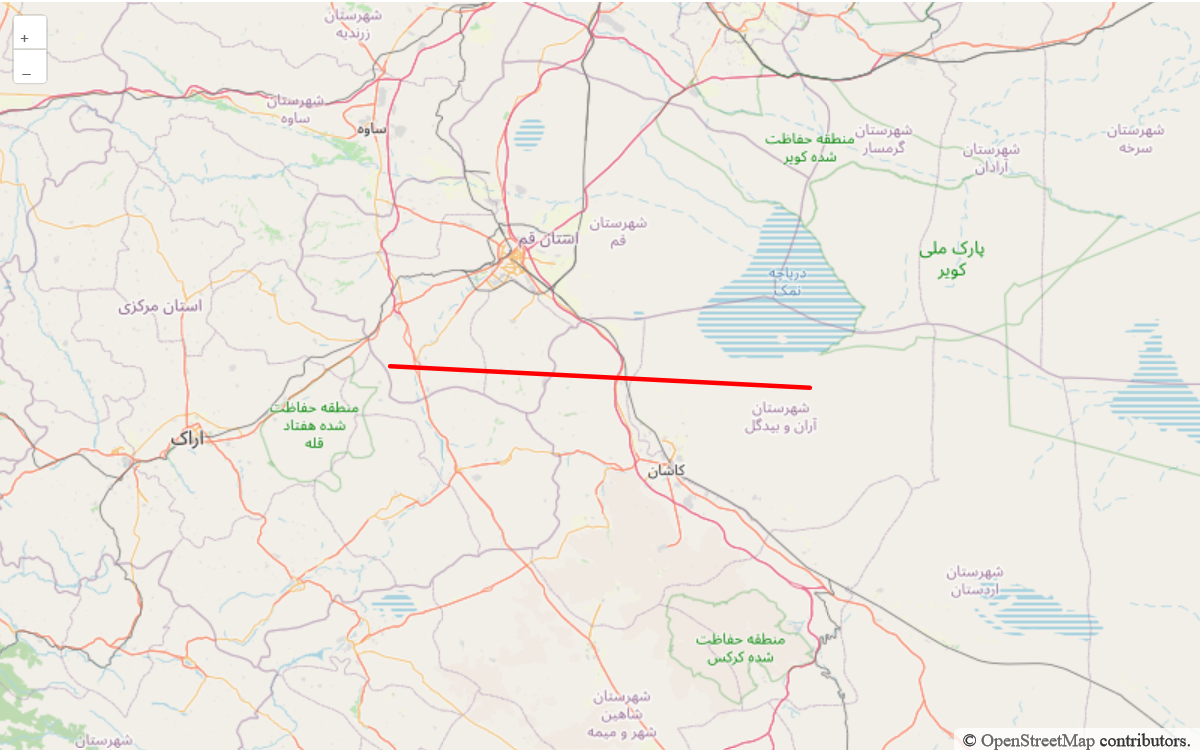 +
–
شهرستان
زرندیه
شهرستان
ساوه
ساوه
منطقه حفاظت
شده کویر
شهرستان
گرمسار
شهرستان
آرادان
شهرستان
سرخه
استان قم
شهرستان
قم
پارک ملی
کویر
دریاچه
نمک
استان مرکزی
منطقه حفاظت
شده هفتاد
قله
شهرستان
آران و بیدگل
اراک
کاشان
شهرستان
اردستان
منطقه حفاظت
شده کرکس
شهرستان
شاهین
شهر و میمه
شهرستان
© OpenStreetMap contributors.